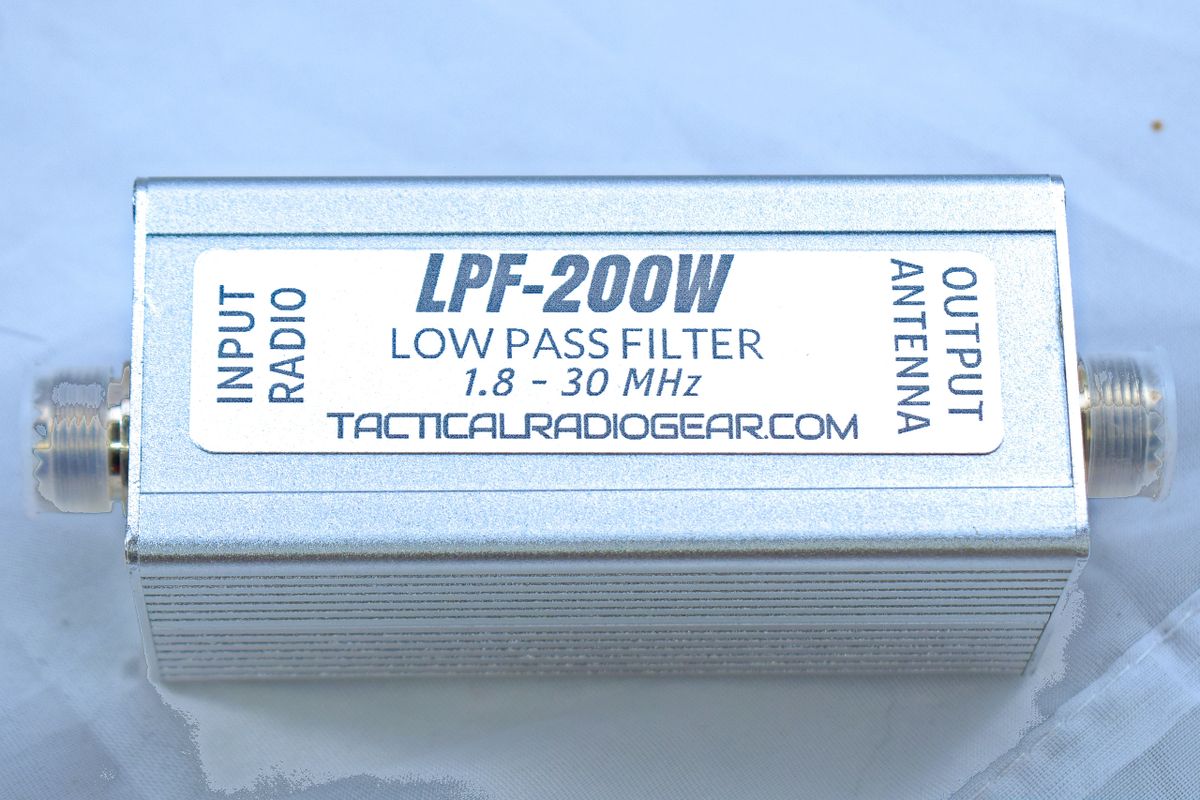 INPUT
RADIO
LPF-200W
LOW PASS FILTER
1.8 - 30 MHz
TACTICALRADIOGEAR.COM
OUTPUT
ANTENNA